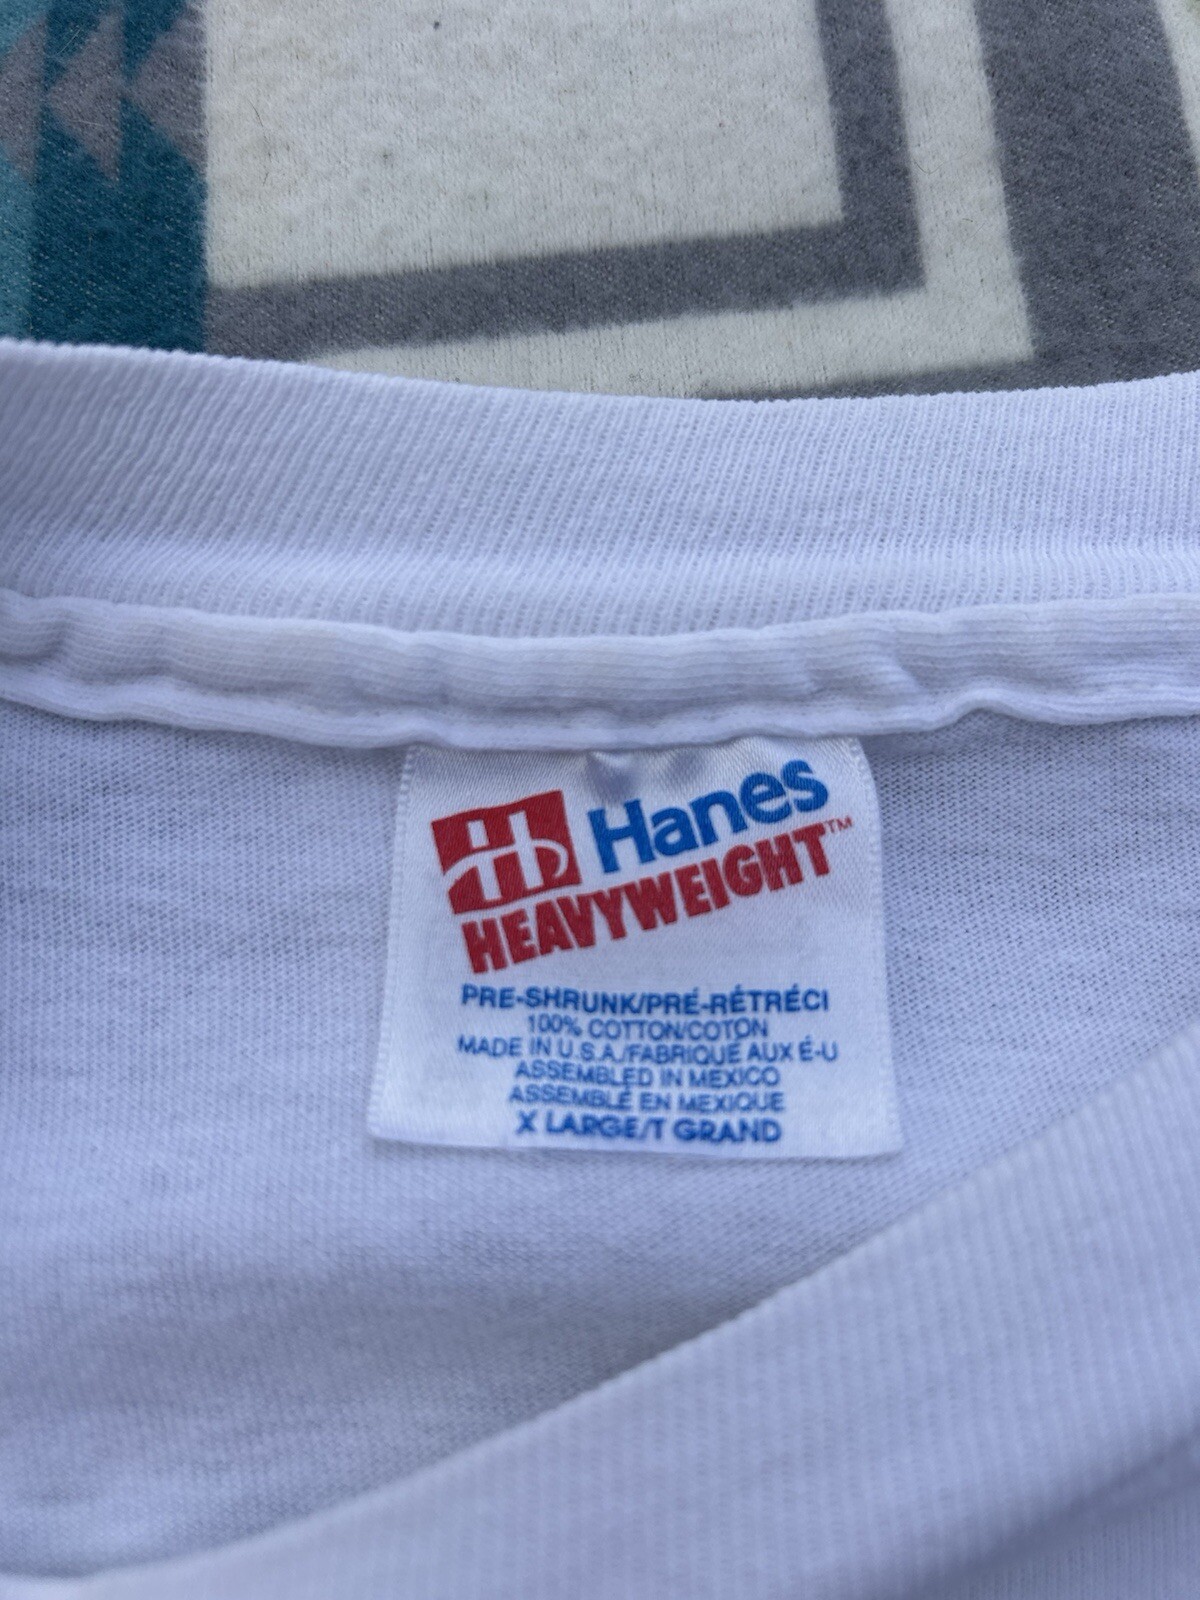 Hanes
HEAVYWEIGHT™
PRE-SHRUNK/PRÉ-RÉTRÉCI
100% COTTON/COTON
MADE IN U.S.A./FABRIQUÉ AUX É-U
ASSEMBLED IN MEXICO
ASSEMBLÉ EN MEXIQUE
X LARGE/T GRAND